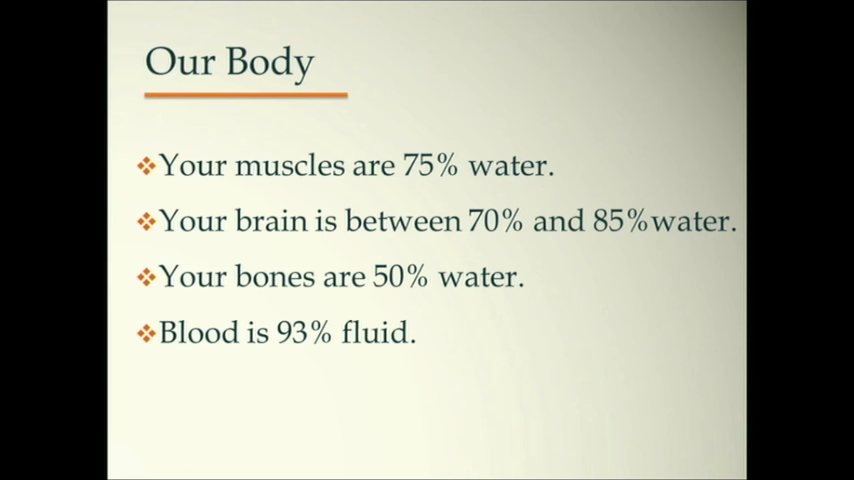 Our Body
Your muscles are 75% water.
Your brain is between 70% and 85%water.
Your bones are 50% water.
Blood is 93% fluid.